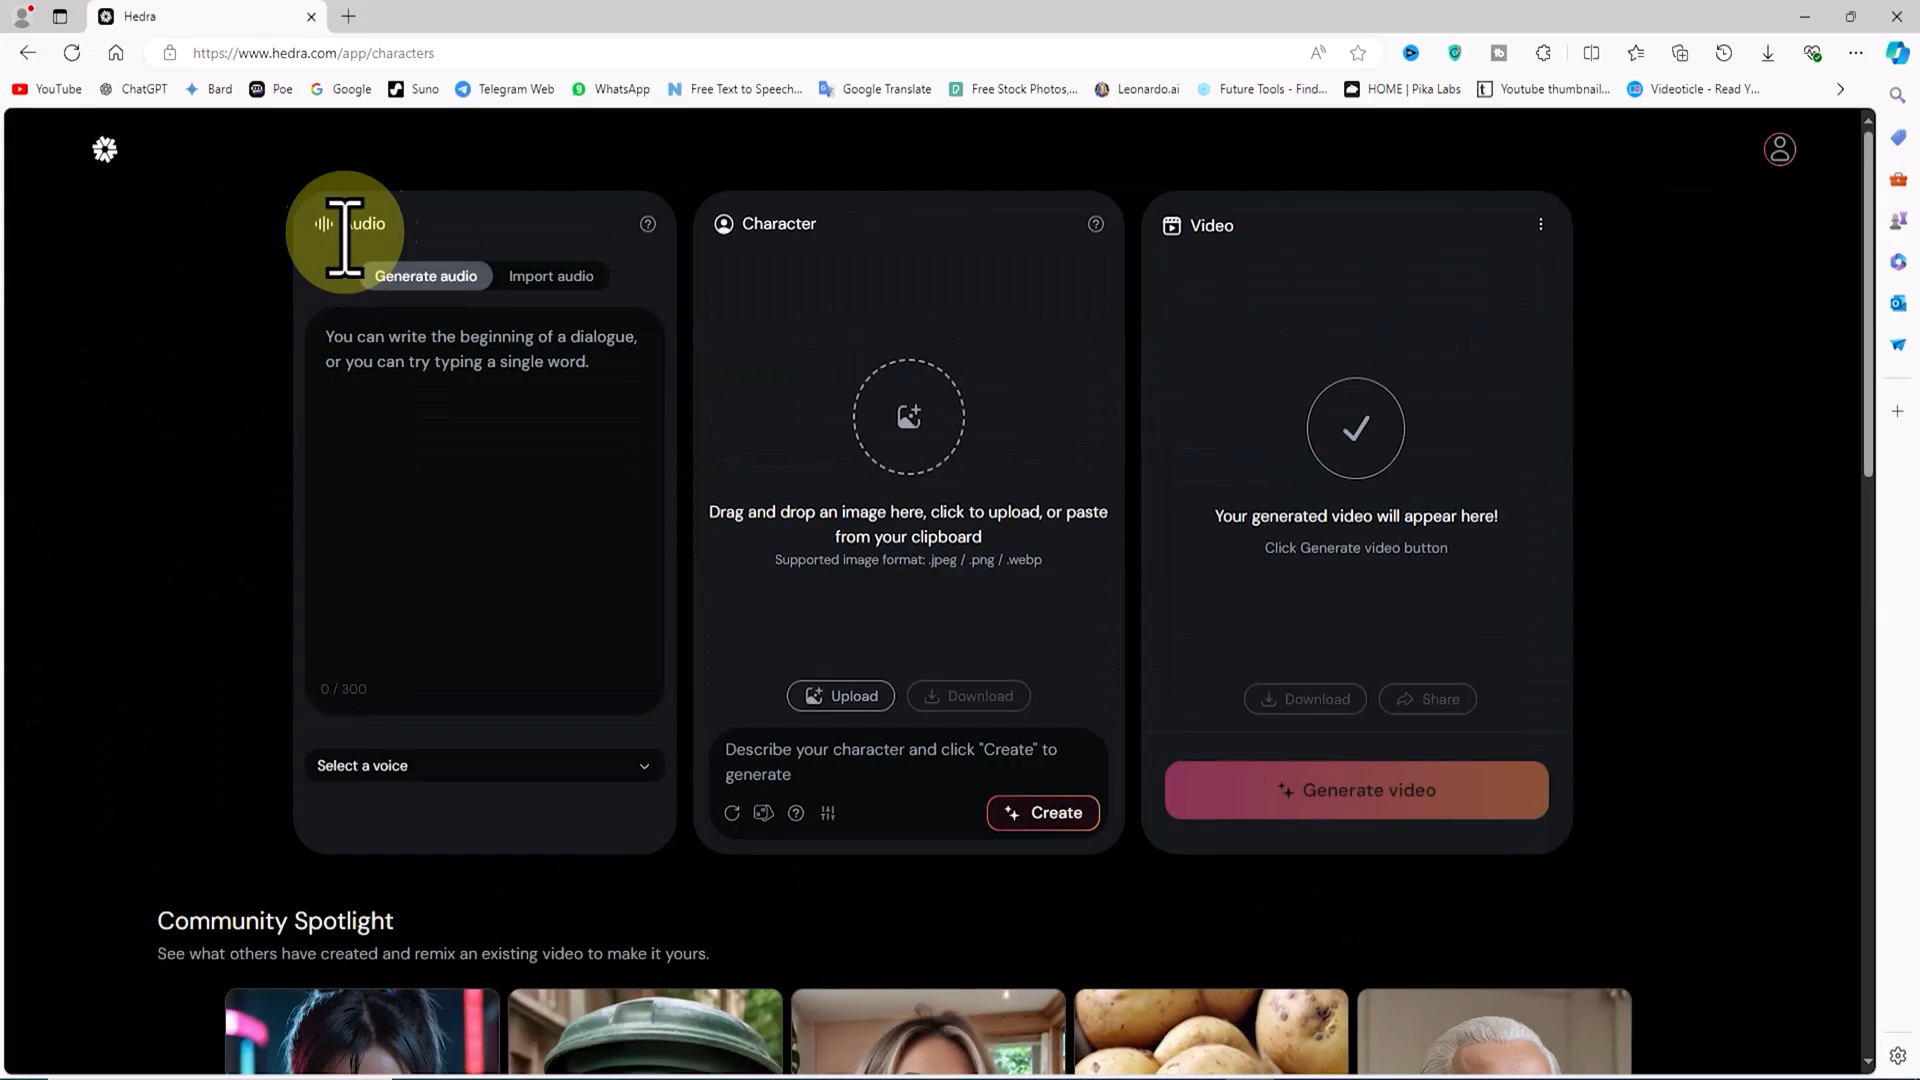 Hedra
https://www.hedra.com/app/characters
YouTube ChatGPT Bard Poe Google Suno Telegram Web WhatsApp Free Text to Speech... Google Translate Free Stock Photos,... Leonardo.ai Future Tools - Find... HOME | Pika Labs Youtube thumbnail... Videoticle - Read Y...
Audio
Generate audio Import audio
You can write the beginning of a dialogue,
or you can try typing a single word.
0 / 300
Select a voice
Character
Drag and drop an image here, click to upload, or paste
from your clipboard
Supported image format: .jpeg / .png / .webp
Upload Download
Describe your character and click "Create" to
generate
Create
Video
Your generated video will appear here!
Click Generate video button
Download Share
Generate video
Community Spotlight
See what others have created and remix an existing video to make it yours.